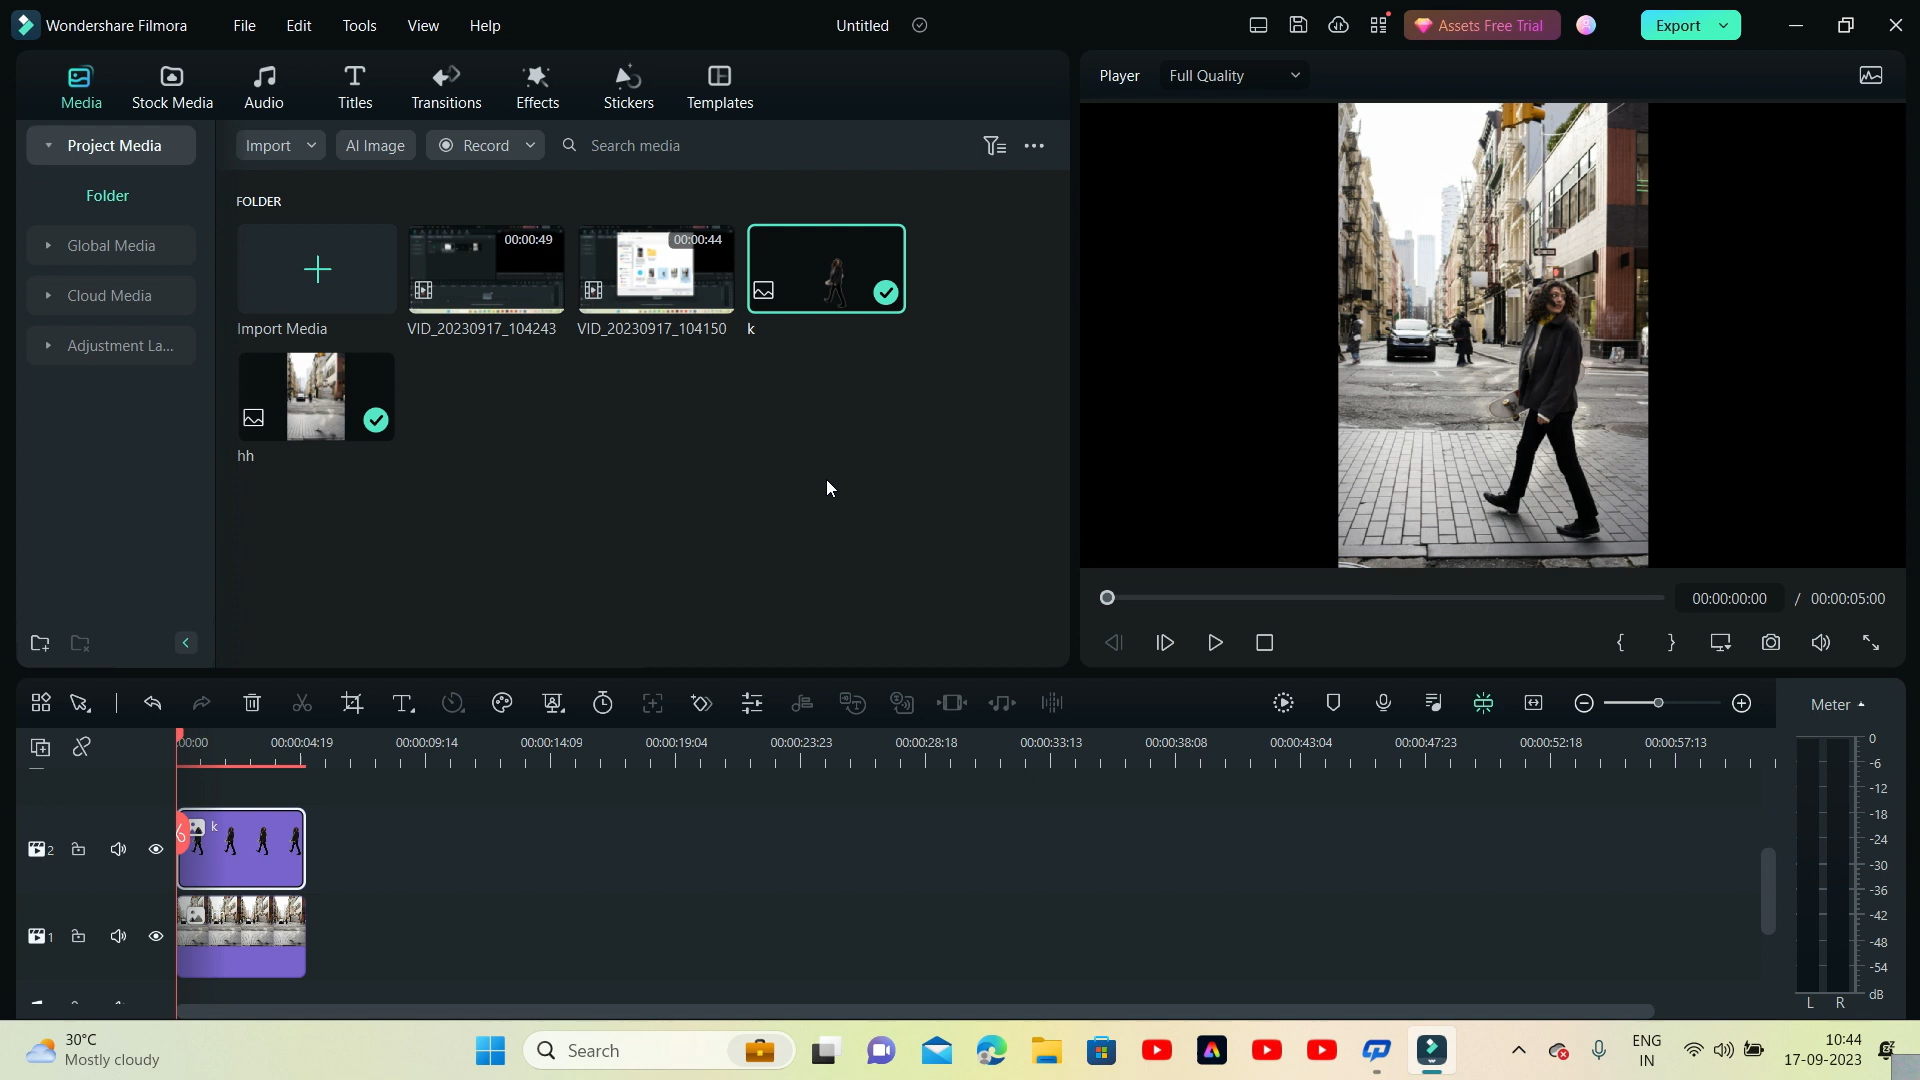 Wondershare Filmora File Edit Tools View Help Untitled Assets Free Trial Export
Media Stock Media Audio Titles Transitions Effects Stickers Templates
Player Full Quality
Project Media
Folder
Global Media
Cloud Media
Adjustment La...
Import AI Image Record Search media
FOLDER
00:00:49 00:00:44
Import Media VID_20230917_104243 VID_20230917_104150 k
hh
00:00:00:00 / 00:00:05:00
Meter
:00:00 00:00:04:19 00:00:09:14 00:00:14:09 00:00:19:04 00:00:23:23 00:00:28:18 00:00:33:13 00:00:38:08 00:00:43:04 00:00:47:23 00:00:52:18 00:00:57:13
k
2
1
0
-6
-12
-18
-24
-30
-36
-42
-48
-54
dB
L R
30°C
Mostly cloudy
Search
ENG
IN
10:44
17-09-2023